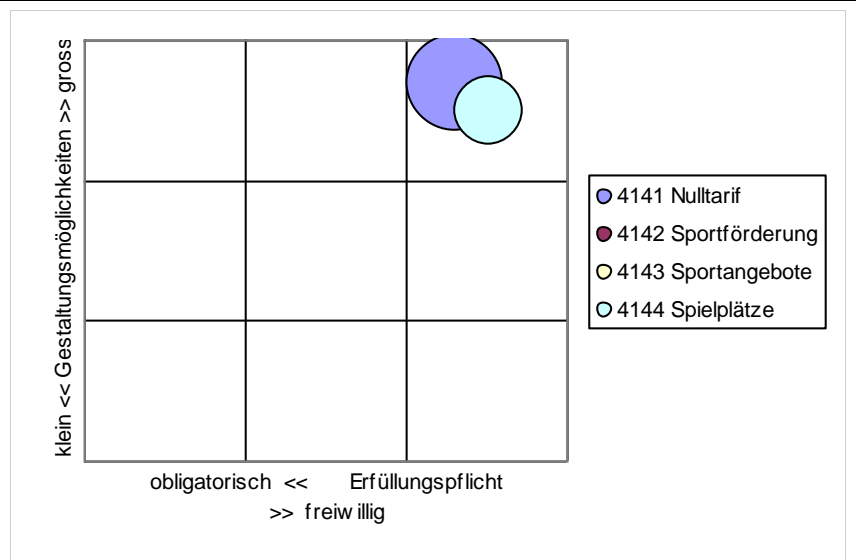 klein << Gestaltungsmöglichkeiten >> gross
4141 Nulltarif
4142 Sportförderung
4143 Sportangebote
4144 Spielplätze
obligatorisch << Erfüllungspflicht
>> freiwillig